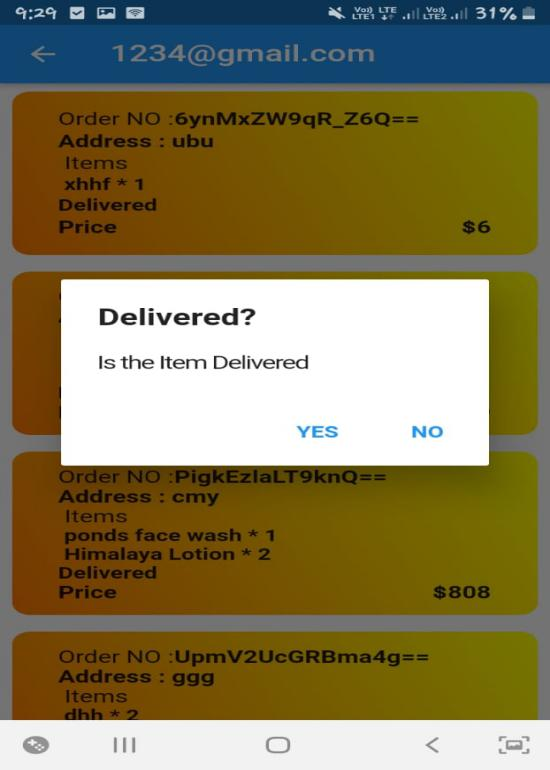 9:29 Vo)) LTE1 LTE Vo)) LTE2 31%
1234@gmail.com
Order NO :6ynMxZW9qR_Z6Q==
Address : ubu
Items
xhhf * 1
Delivered
Price $6
Delivered?
Is the Item Delivered
YES NO
Order NO :PigkEzlaLT9knQ==
Address : cmy
Items
ponds face wash * 1
Himalaya Lotion * 2
Delivered
Price $808
Order NO :UpmV2UcGRBma4g==
Address : ggg
Items
dhh * 2